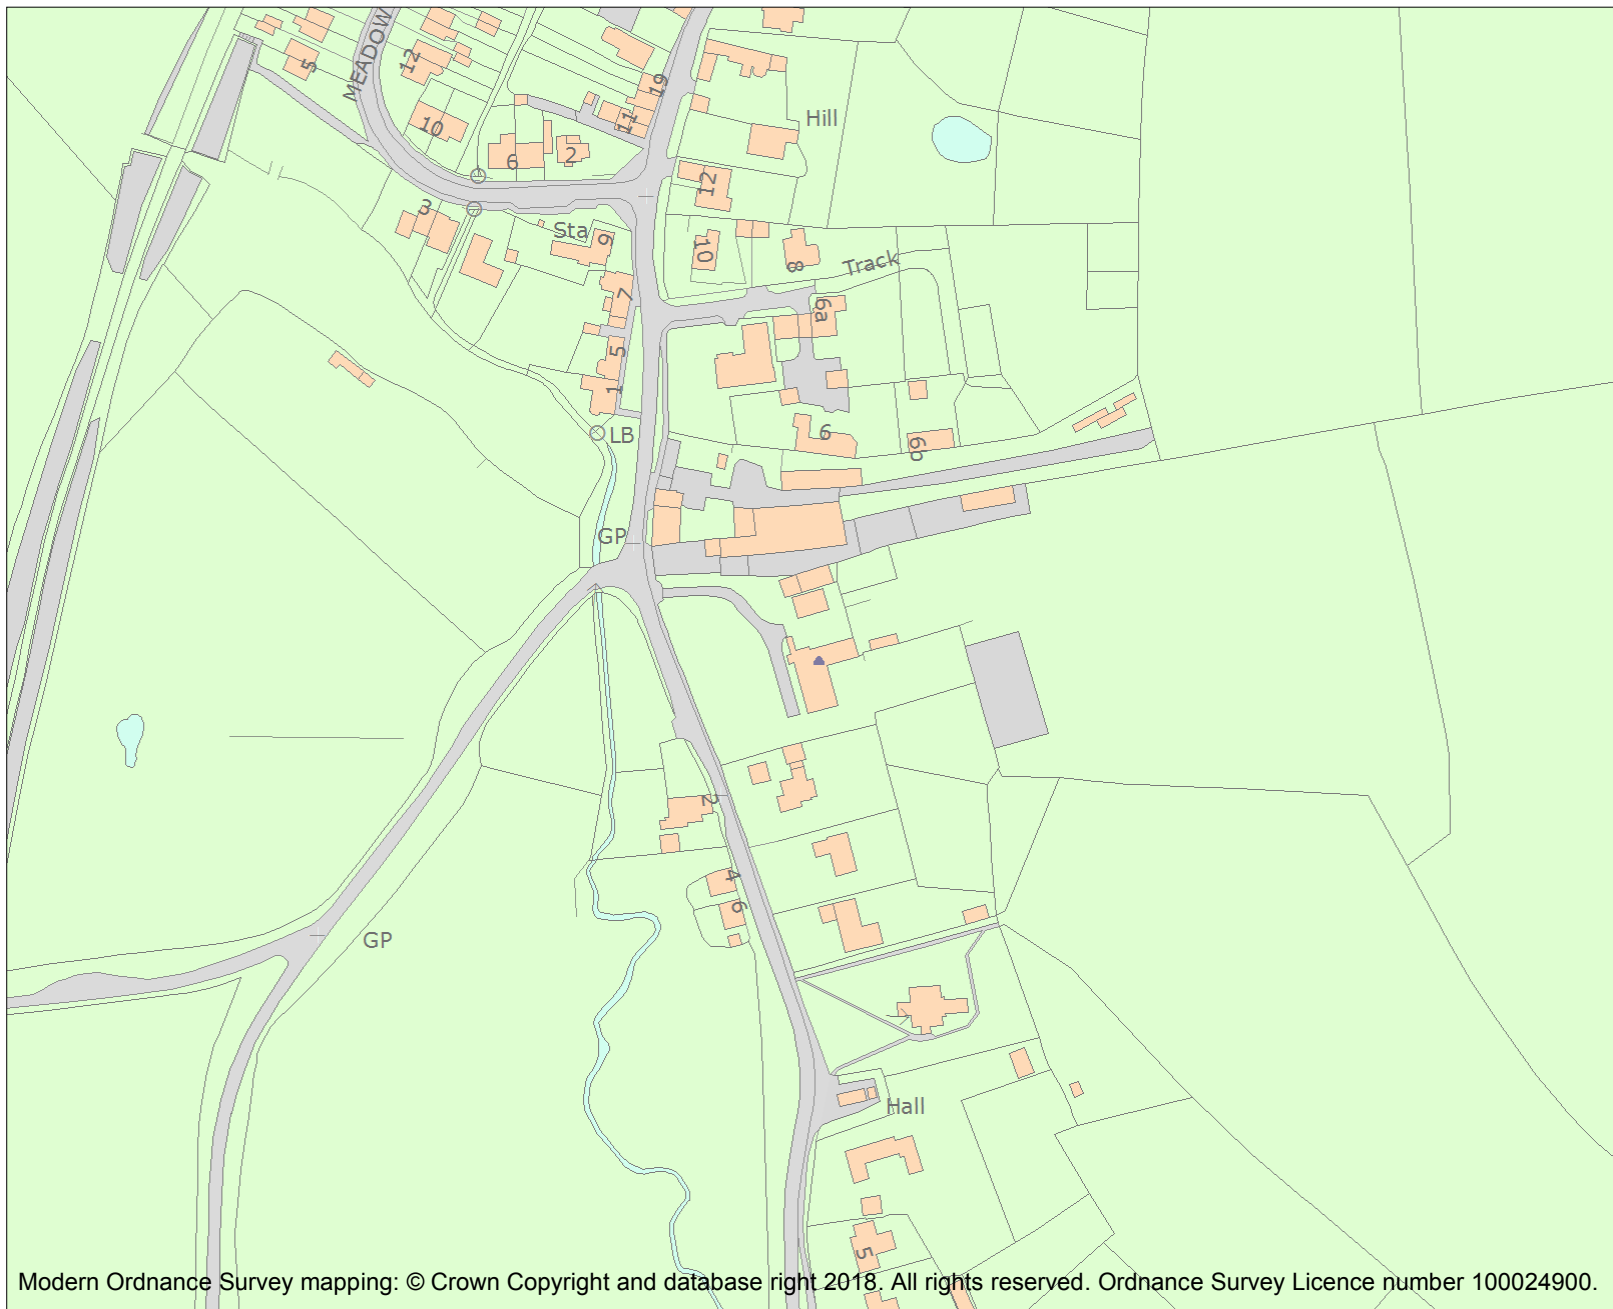 5
MEADOW
12
19
10
11
Hill
6
2
12
3
Sta
9
10
8
Track
7
6a
5
1
LB
6
6b
GP
2
4
6
GP
Hall
5
Modern Ordnance Survey mapping: © Crown Copyright and database right 2018. All rights reserved. Ordnance Survey Licence number 100024900.